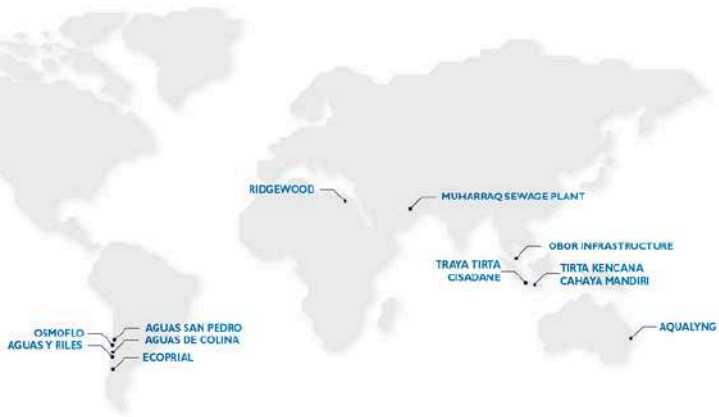 RIDGEWOOD
MUHARRAQ SEWAGE PLANT
OBOR INFRASTRUCTURE
TRAYA TIRTA
CISADANE
TIRTA KENCANA
CAHAYA MANDIRI
AQUALYNG
OSMOFLO
AGUAS SAN PEDRO
AGUAS Y RILES
AGUAS DE COLINA
ECOPRIAL